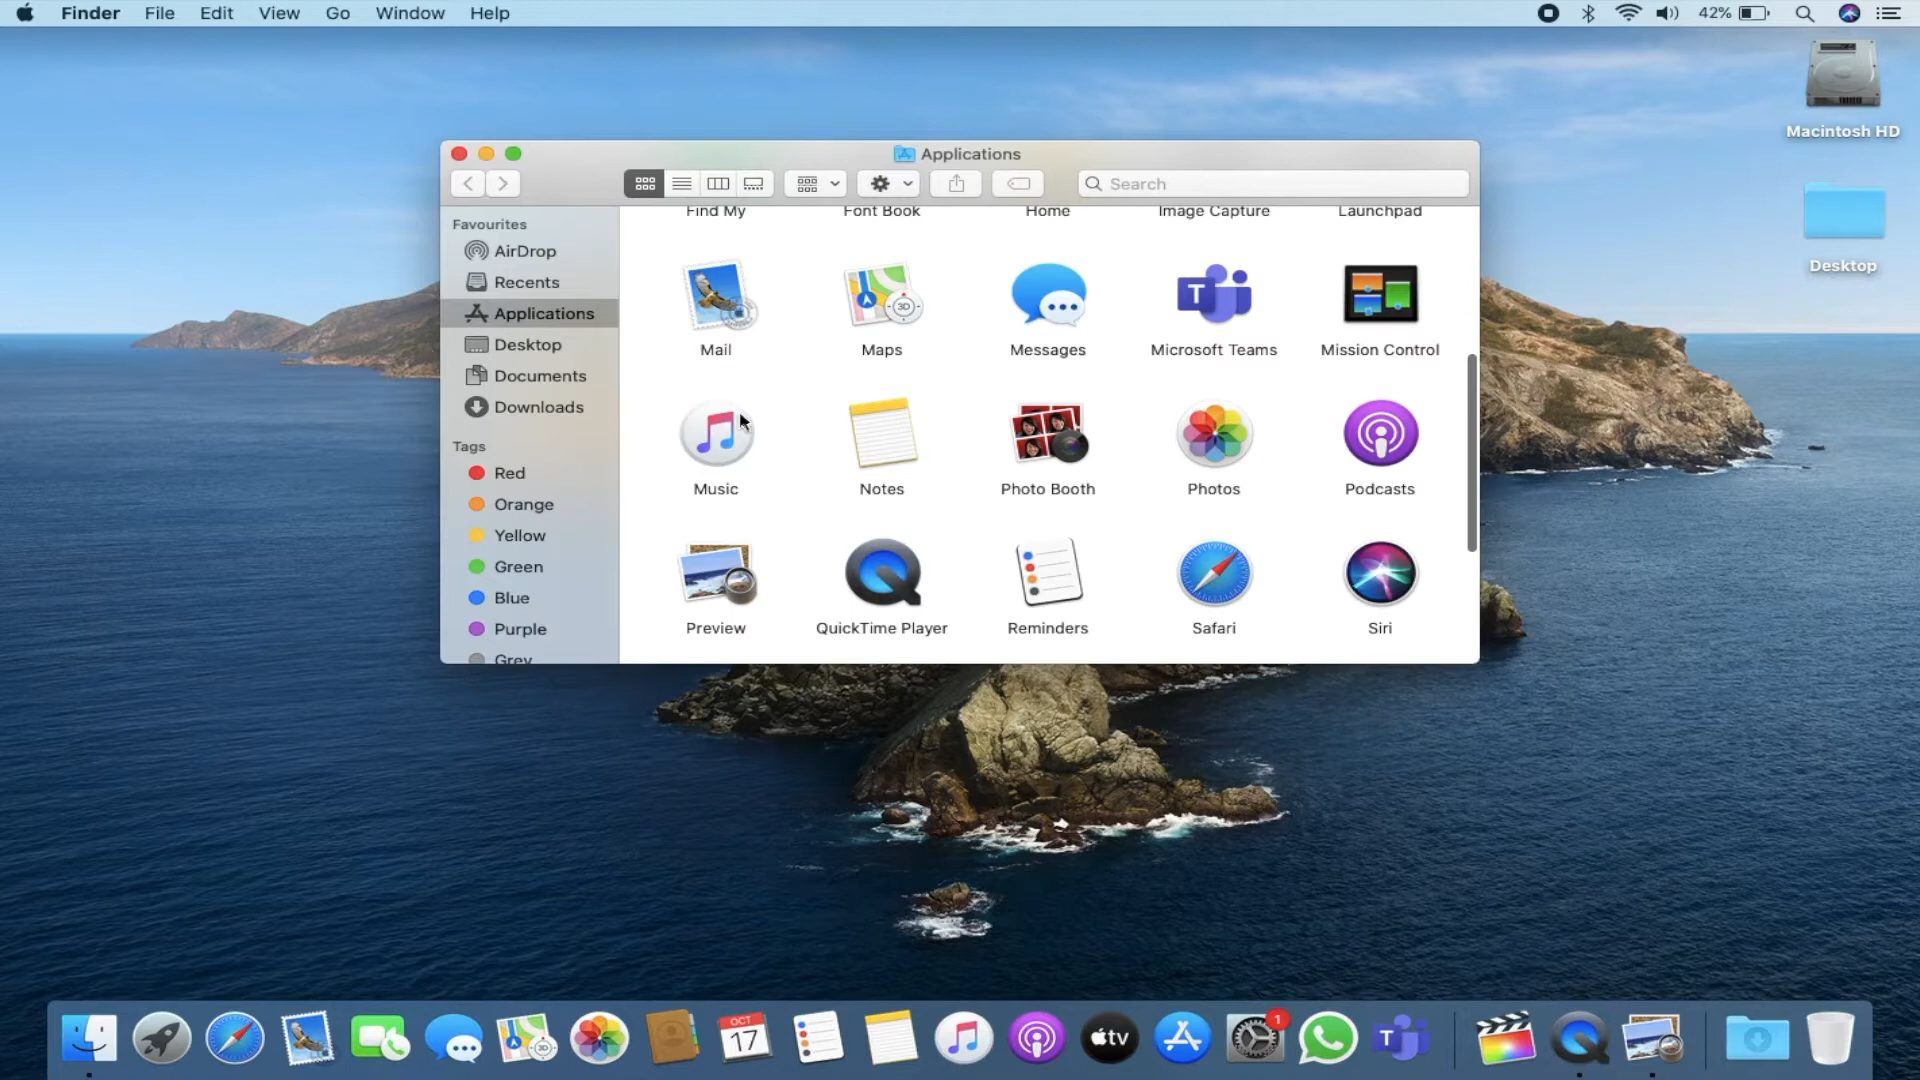 Finder File Edit View Go Window Help 42%
Macintosh HD
Desktop
Applications
Search
Favourites
AirDrop
Recents
Applications
Desktop
Documents
Downloads
Tags
Red
Orange
Yellow
Green
Blue
Purple
Grey
Find My Font Book Home Image Capture Launchpad
3D
T
Mail Maps Messages Microsoft Teams Mission Control
Music Notes Photo Booth Photos Podcasts
Preview QuickTime Player Reminders Safari Siri
OCT
17
tv
1
T